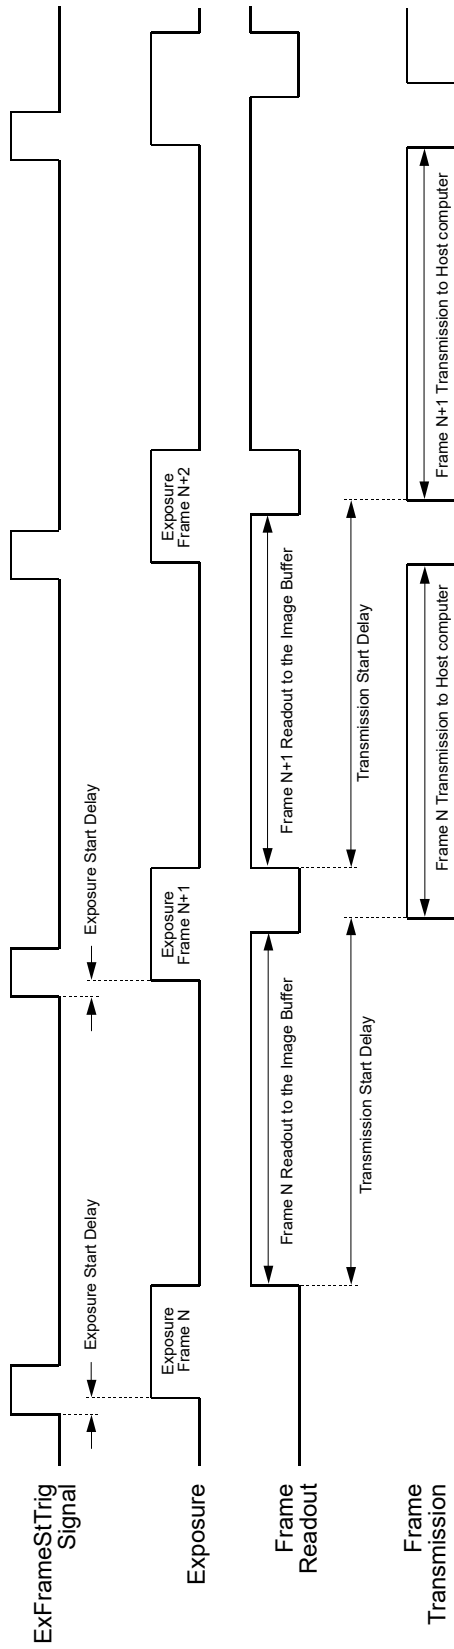 ExFrameStTrig
Signal
Exposure Start Delay
Exposure Start Delay
Exposure
Exposure
Frame N
Exposure
Frame N+1
Exposure
Frame N+2
Frame
Readout
Frame N Readout to the Image Buffer
Frame N+1 Readout to the Image Buffer
Transmission Start Delay
Transmission Start Delay
Frame
Transmission
Frame N Transmission to Host computer
Frame N+1 Transmission to Host computer